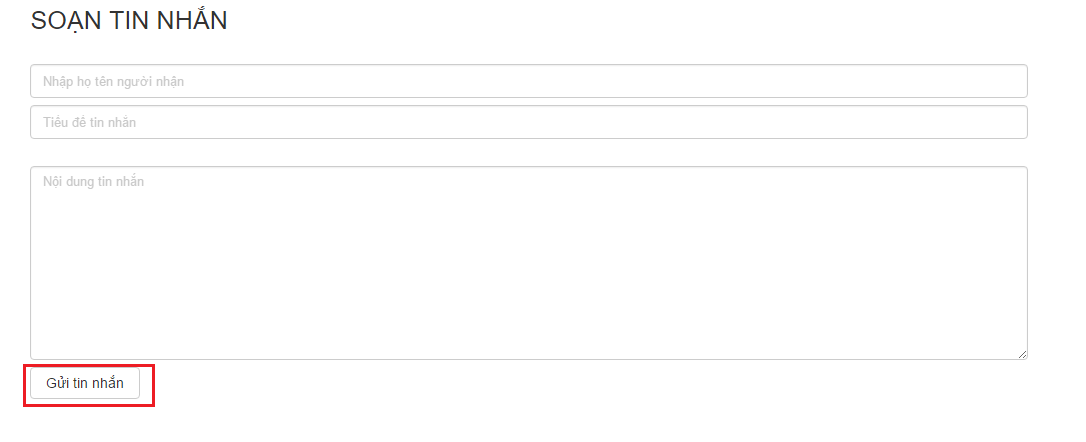 SOẠN TIN NHẮN
Nhập họ tên người nhận
Tiêu đề tin nhắn
Nội dung tin nhắn
Gửi tin nhắn